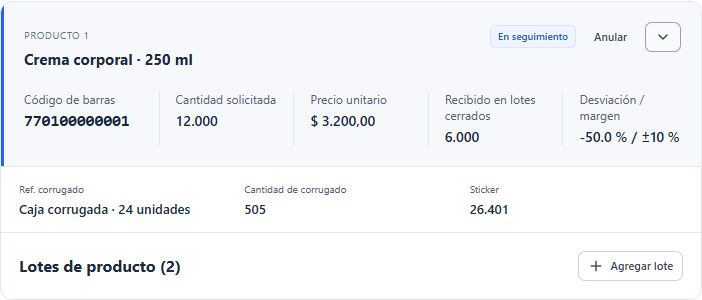 PRODUCTO 1
Crema corporal · 250 ml
En seguimiento
Anular
Código de barras
770100000001
Cantidad solicitada
12.000
Precio unitario
$ 3.200,00
Recibido en lotes
cerrados
6.000
Desviación /
margen
-50.0 % / ±10 %
Ref. corrugado
Caja corrugada · 24 unidades
Cantidad de corrugado
505
Sticker
26.401
Lotes de producto (2)
+ Agregar lote